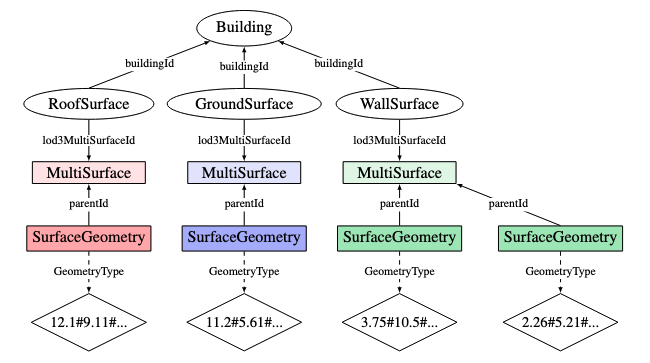 Building
buildingId buildingId buildingId
RoofSurface GroundSurface WallSurface
lod3MultiSurfaceId lod3MultiSurfaceId lod3MultiSurfaceId
MultiSurface MultiSurface MultiSurface
parentId parentId parentId parentId
SurfaceGeometry SurfaceGeometry SurfaceGeometry SurfaceGeometry
GeometryType GeometryType GeometryType GeometryType
12.1#9.11#... 11.2#5.61#... 3.75#10.5#... 2.26#5.21#...